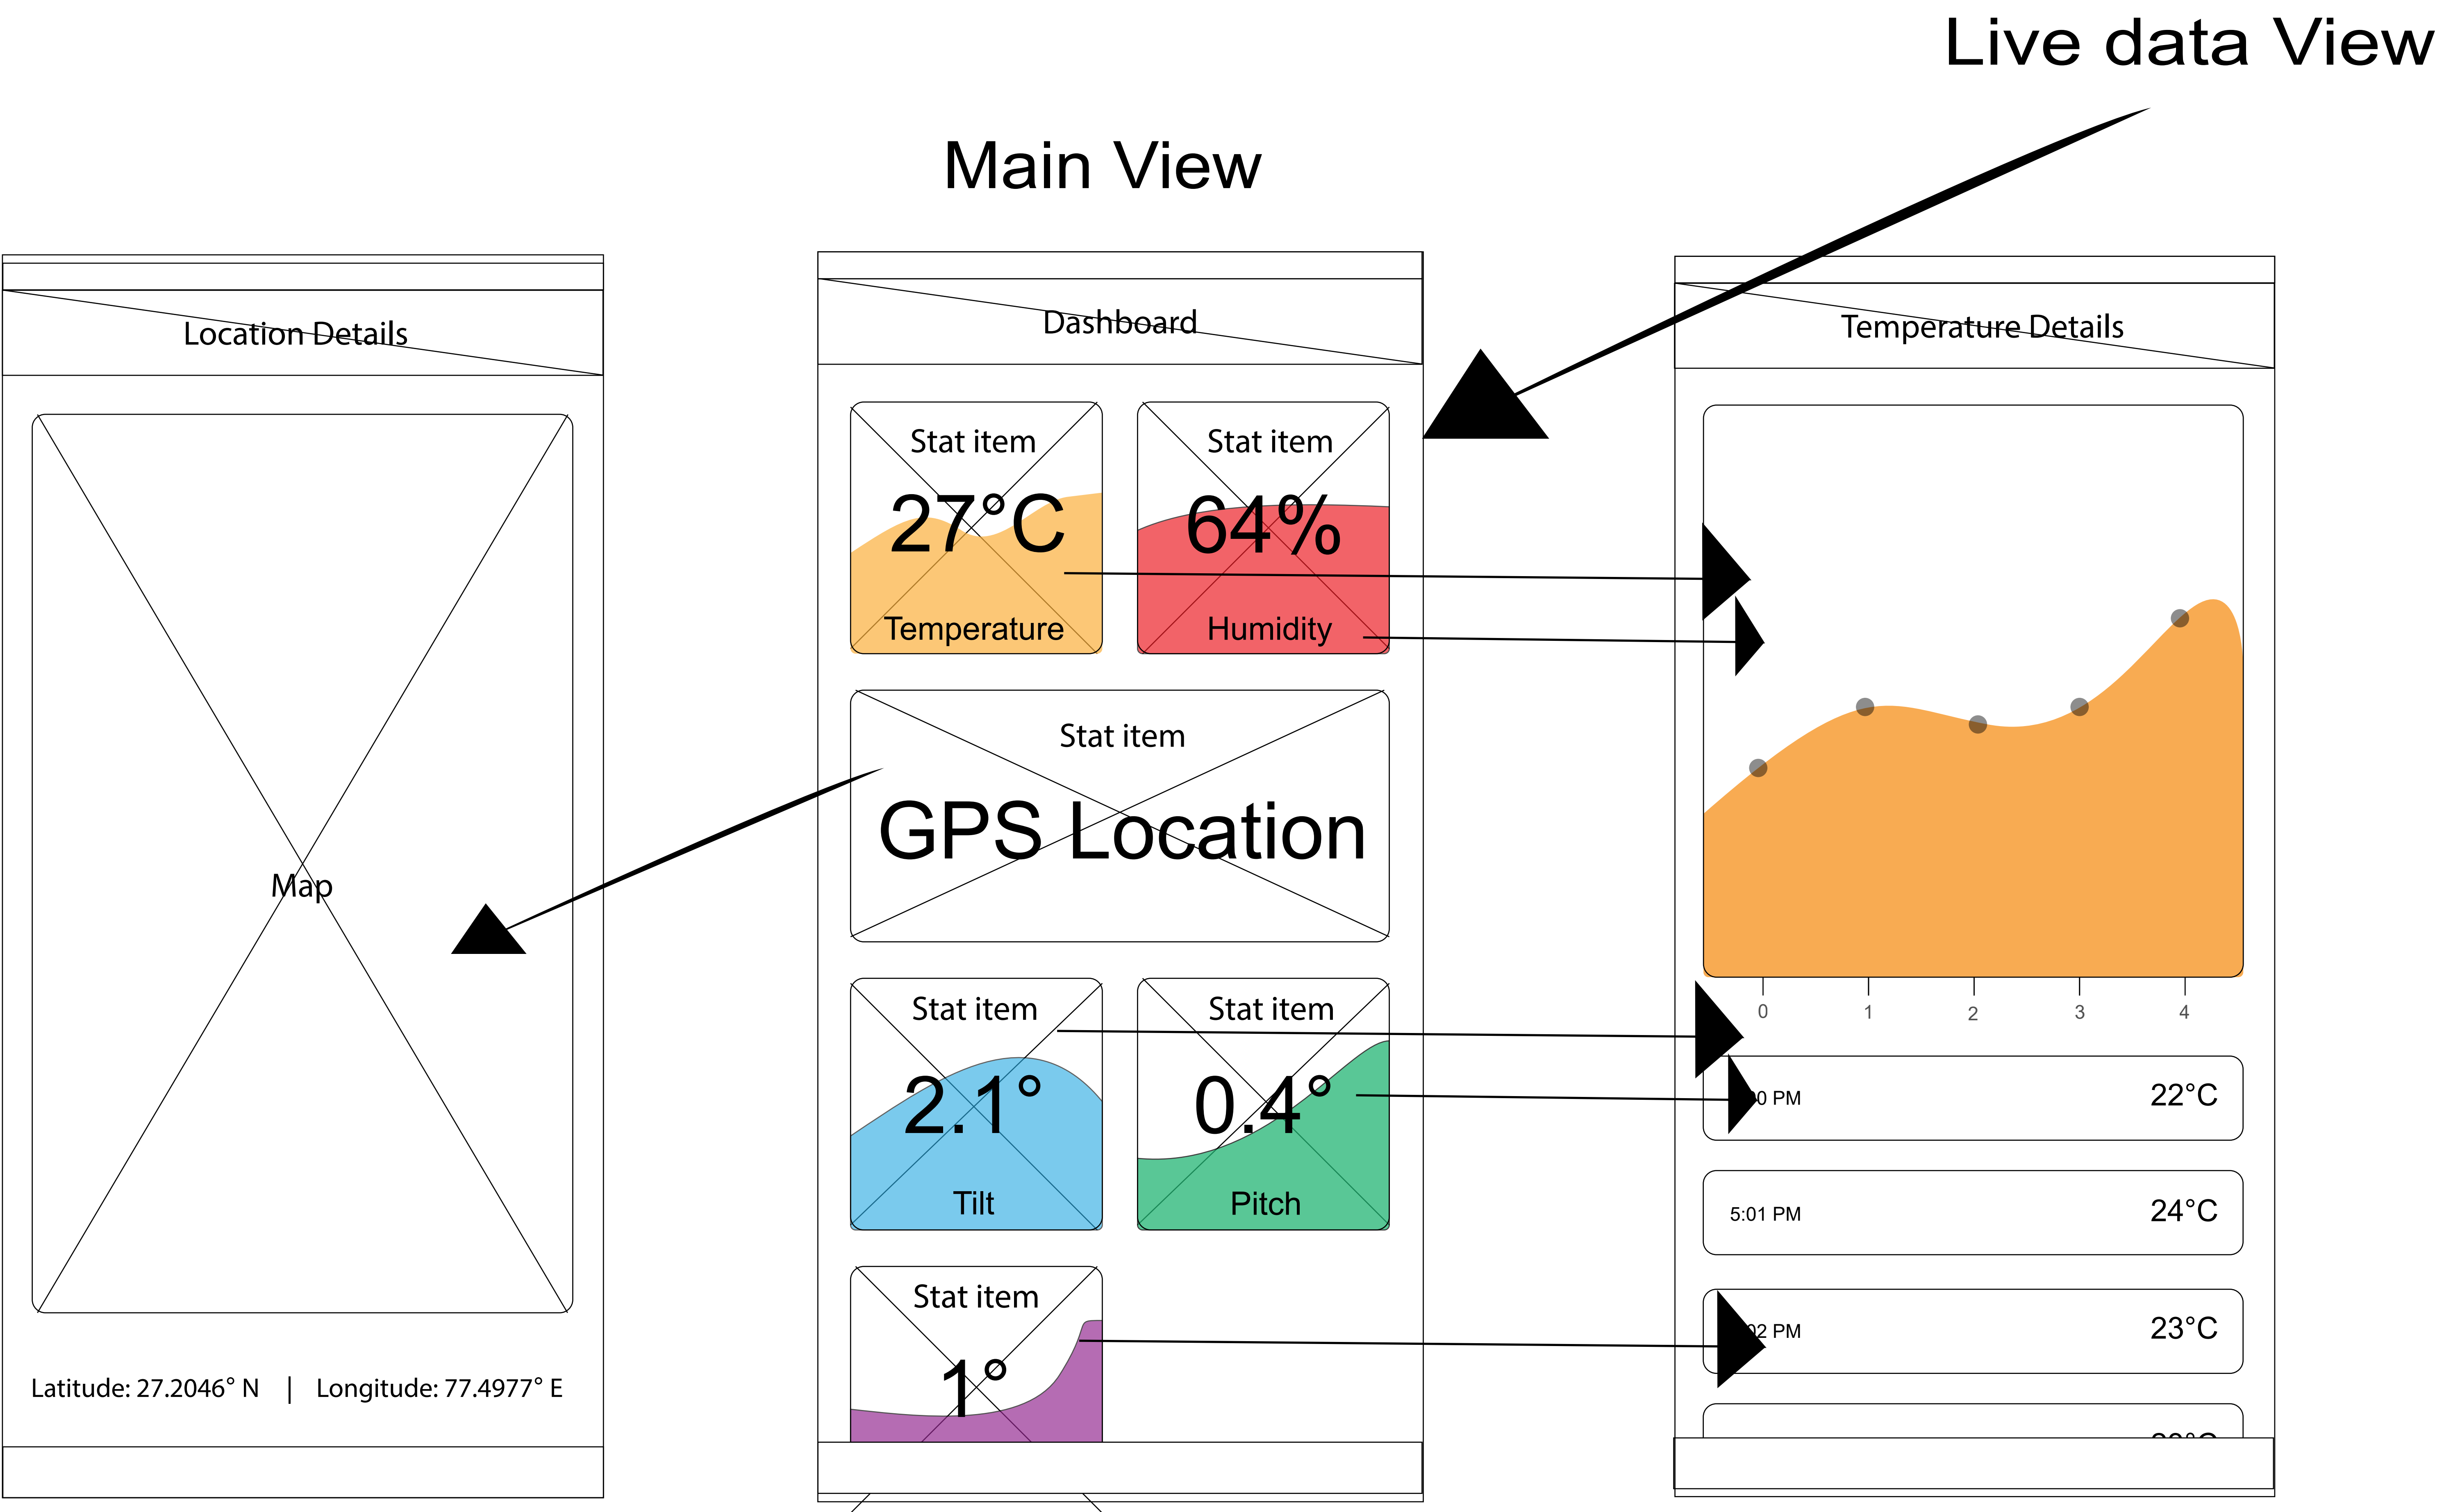 Live data View
Main View
Location Details
Map
Latitude: 27.2046° N | Longitude: 77.4977° E
Dashboard
Stat item
27°C
Temperature
Stat item
64%
Humidity
Stat item
GPS Location
Stat item
2.1°
Tilt
Stat item
0.4°
Pitch
Stat item
1°
Temperature Details
0 1 2 3 4
PM 22°C
5:01 PM 24°C
PM 23°C